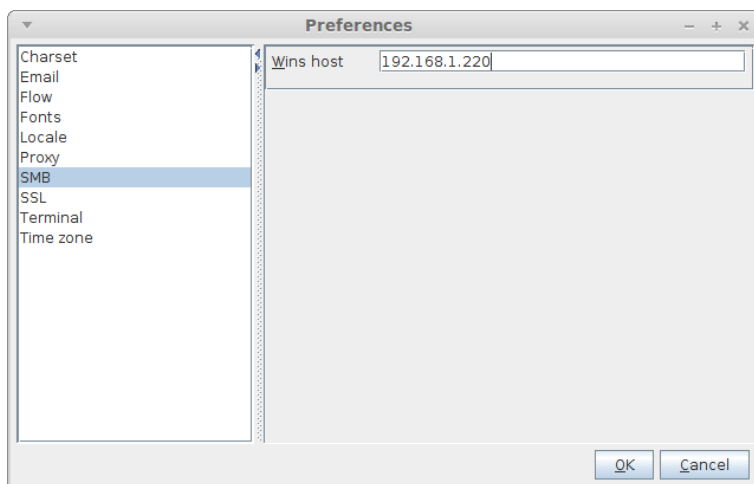 Preferences
Charset
Email
Flow
Fonts
Locale
Proxy
SMB
SSL
Terminal
Time zone
Wins host 192.168.1.220
OK Cancel